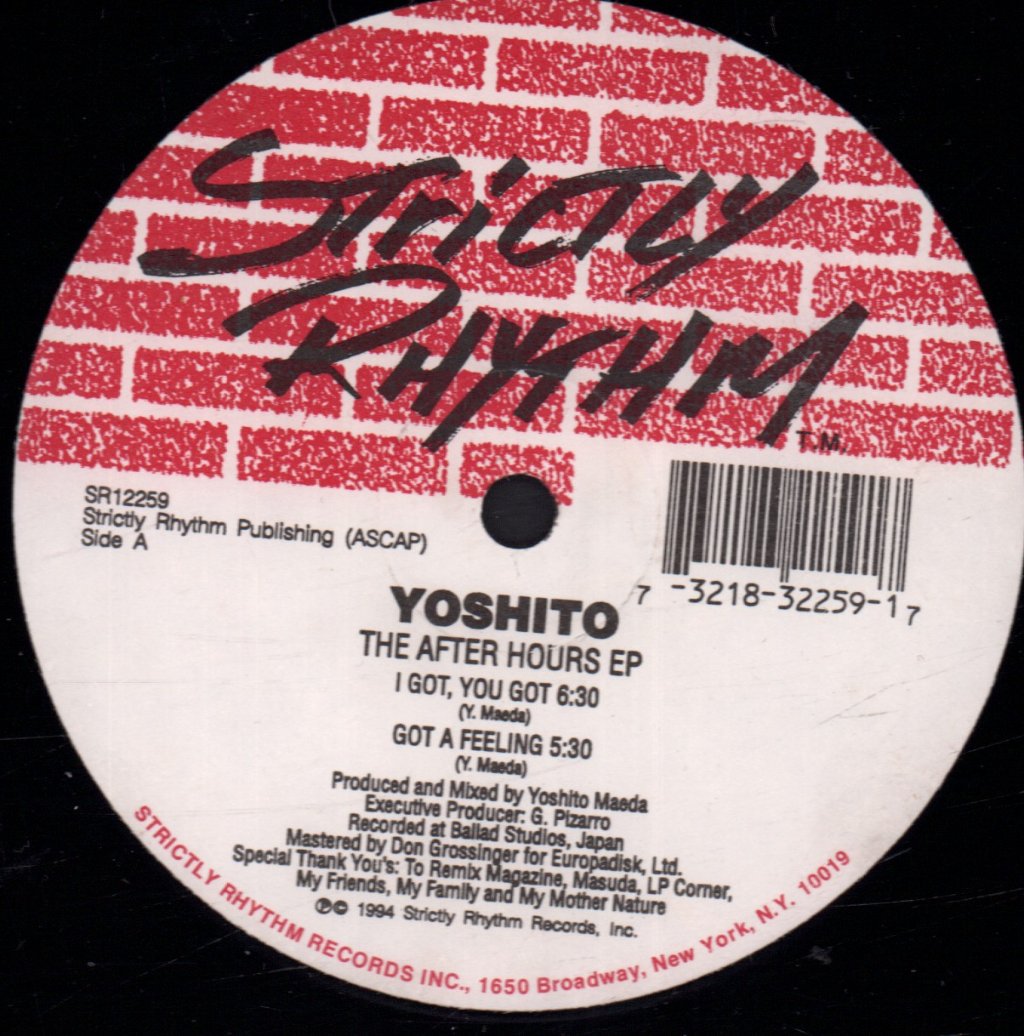 STRICTLY
RHYTHM
T.M.
SR12259
Strictly Rhythm Publishing (ASCAP)
Side A
7 -3218-32259-1 7
YOSHITO
THE AFTER HOURS EP
I GOT, YOU GOT 6:30
(Y. Maeda)
GOT A FEELING 5:30
(Y. Maeda)
Produced and Mixed by Yoshito Maeda
Executive Producer: G. Pizarro
Recorded at Ballad Studios, Japan
Mastered by Don Grossinger for Europadisk, Ltd.
Special Thank You's: To Remix Magazine, Masuda, LP Corner,
My Friends, My Family and My Mother Nature
℗© 1994 Strictly Rhythm Records, Inc.
STRICTLY RHYTHM RECORDS INC., 1650 Broadway, New York, N.Y. 10019